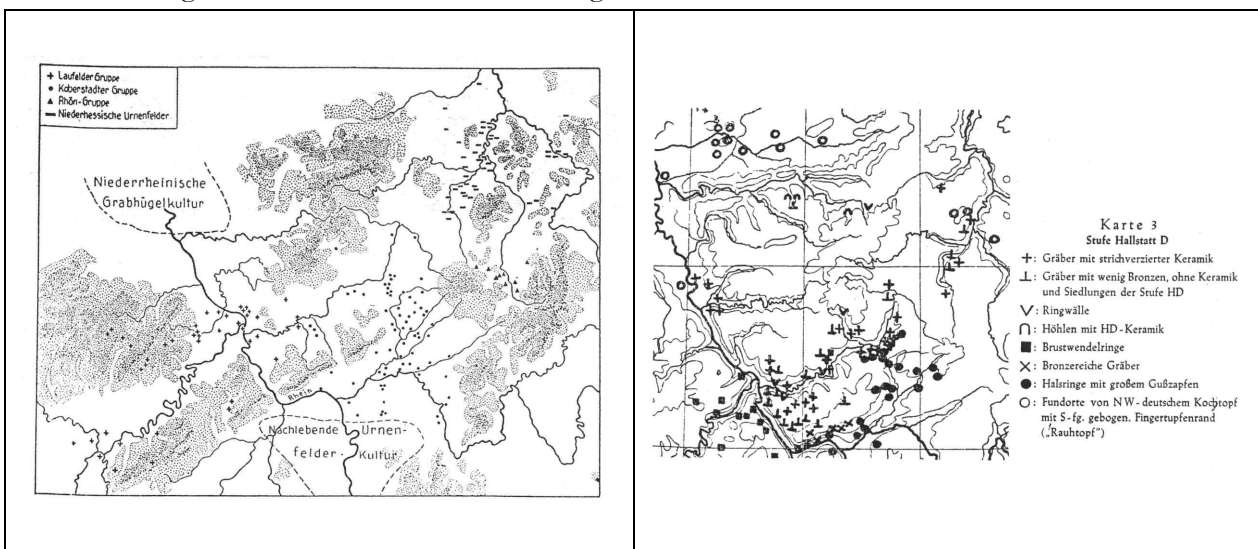 Laufelder Gruppe
Koberstadter Gruppe
Rhön-Gruppe
Niederhessische Urnenfelder
Niederrheinische
Grabhügelkultur
Rhein
Nachlebende Urnen-
felder - Kultur
Karte 3
Stufe Hallstatt D
: Gräber mit strichverzierter Keramik
: Gräber mit wenig Bronzen, ohne Keramik
und Siedlungen der Stufe HD
: Ringwälle
: Höhlen mit HD-Keramik
: Brustwendelringe
: Bronzereiche Gräber
: Halsringe mit großem Gußzapfen
: Fundorte von NW-deutschem Kochtopf
mit S-fg. gebogen. Fingertupfenrand
(„Rauhtopf")